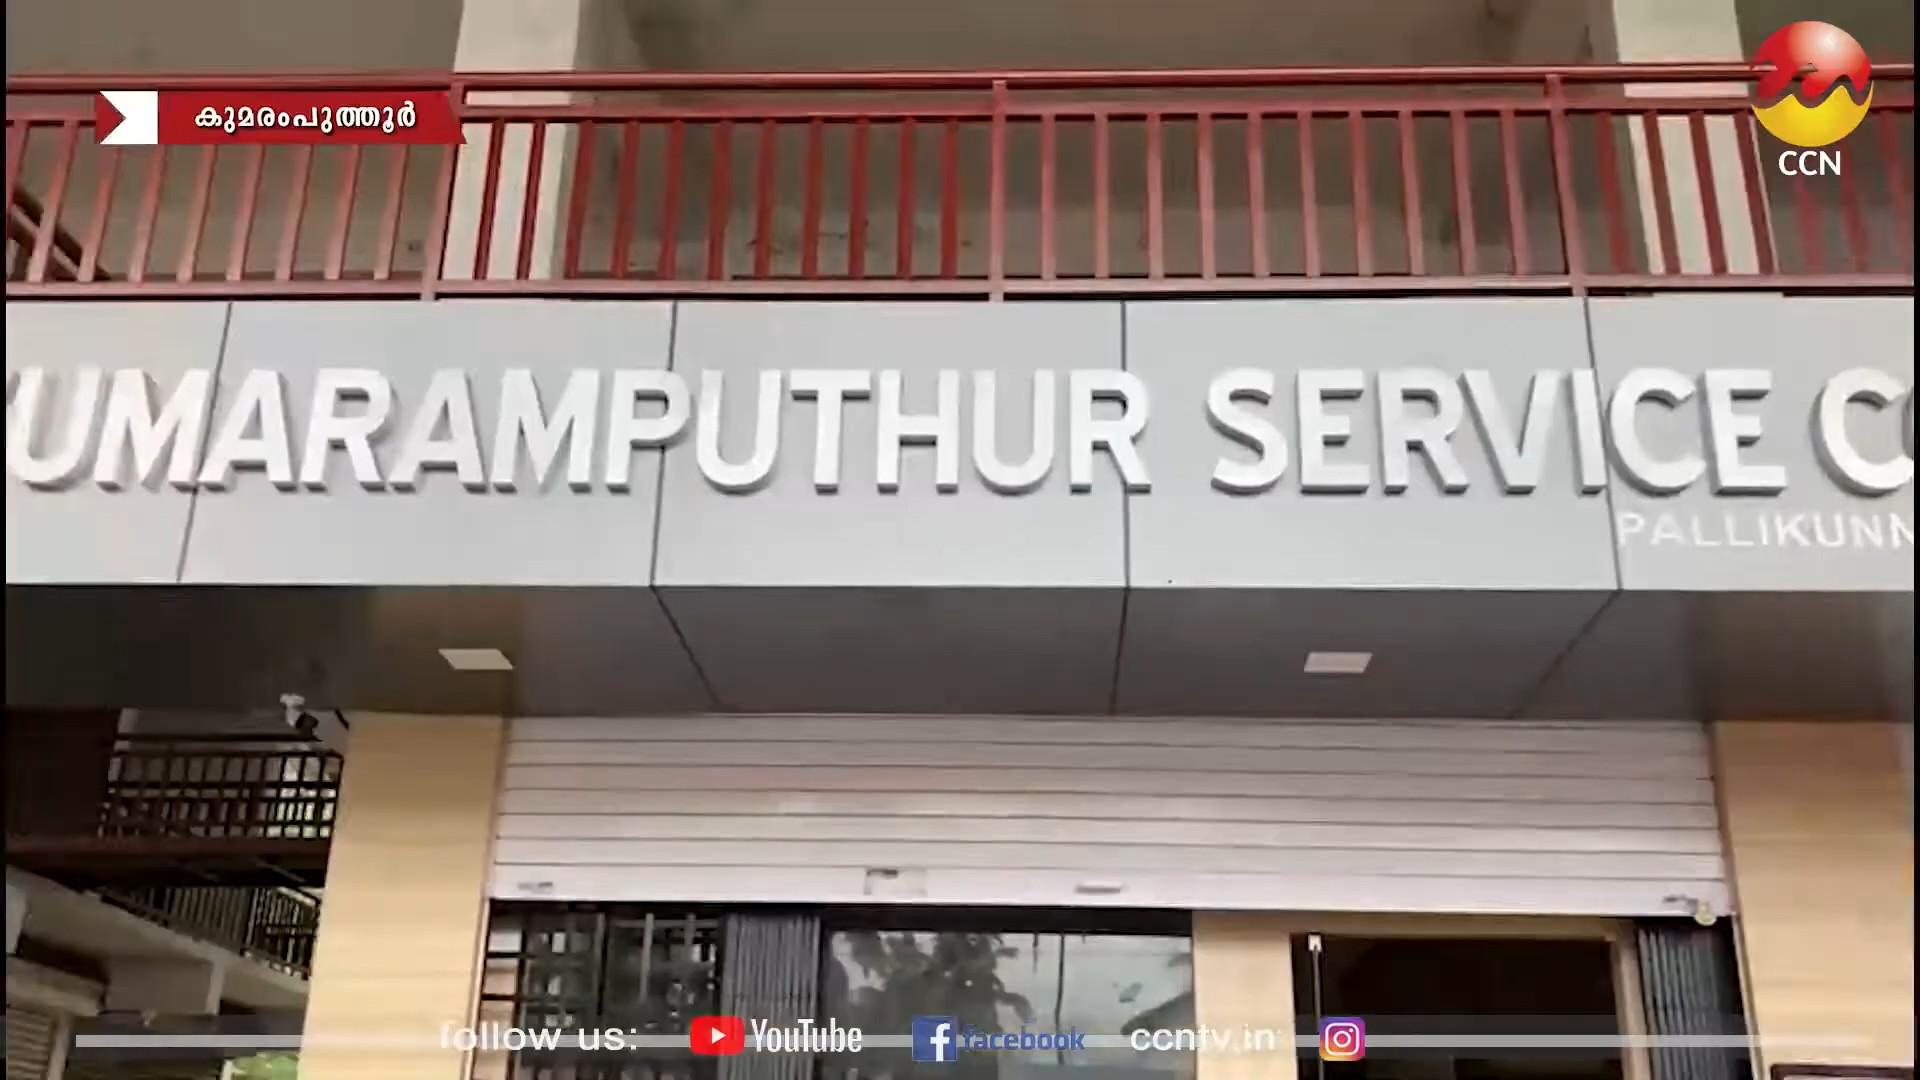 കുമരംപുത്തൂർ
CCN
UMARAMPUTHUR SERVICE C
PALLIKUNN
follow us: YouTube facebook ccntv.in